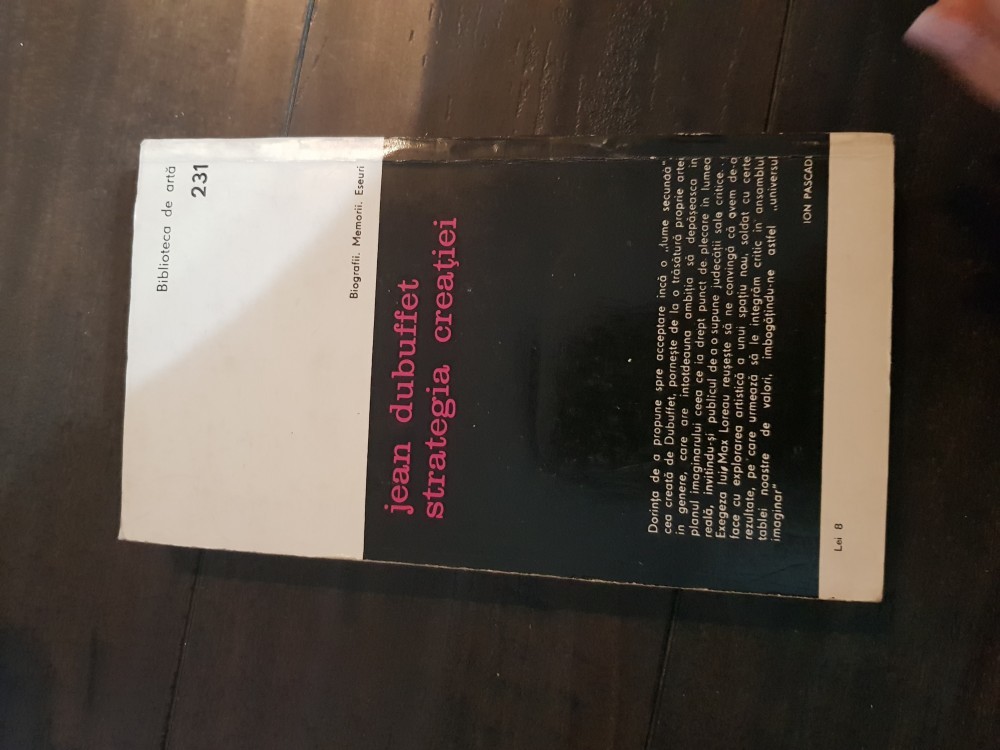 Biblioteca de artă
231
Biografii. Memorii. Eseuri
jean dubuffet
strategia creației
Dorința de a propune spre acceptare încă o „lume secundă”,
cea creată de Dubuffet, pornește de la o trăsătură proprie artei
în genere, care are întotdeauna ambiția să depășească în
planul imaginarului ceea ce ia drept punct de plecare în lumea
reală, invitîndu-și publicul de a o supune judecății sale critice...
Exegeza lui Max Loreau reușește să ne convingă că avem de-a
face cu explorarea artistică a unui spațiu nou, soldat cu certe
rezultate, pe care urmează să le integrăm critic în ansamblul
tablei noastre de valori, îmbogățindu-ne astfel „universul
imaginar”
ION PASCADI
Lei 8